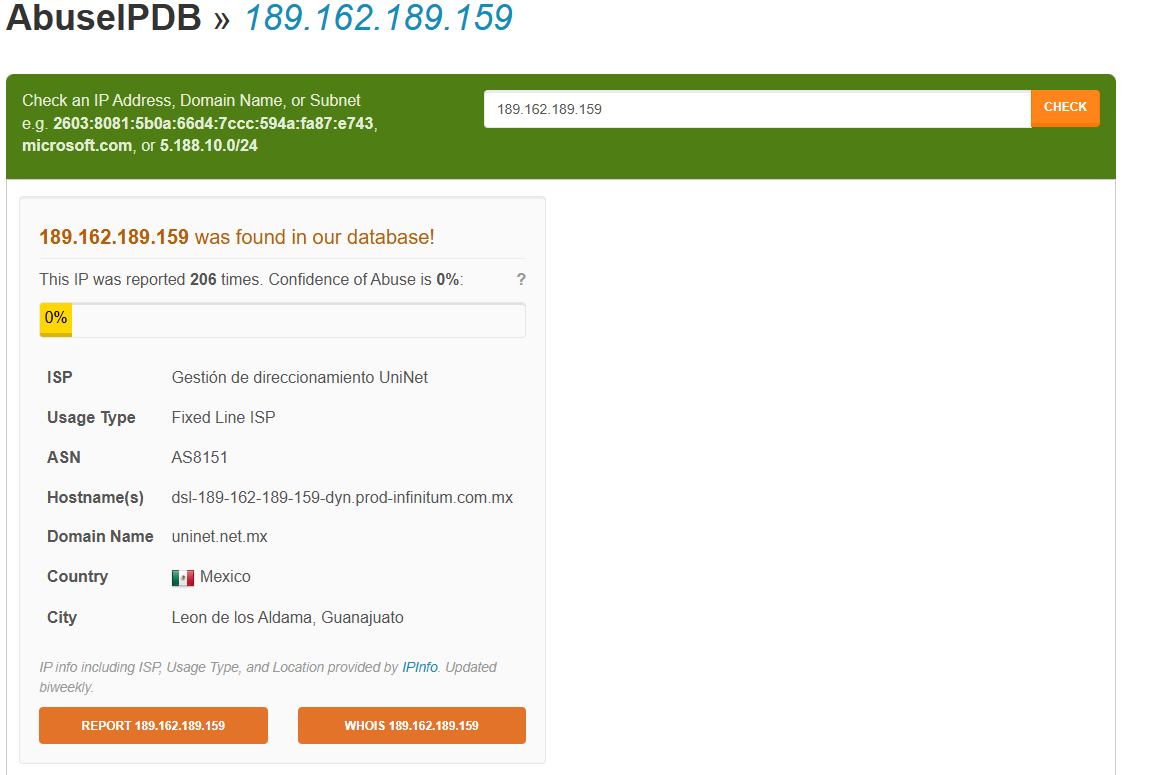 AbuseIPDB » 189.162.189.159
Check an IP Address, Domain Name, or Subnet
e.g. 2603:8081:5b0a:66d4:7ccc:594a:fa87:e743,
microsoft.com, or 5.188.10.0/24
189.162.189.159
CHECK
189.162.189.159 was found in our database!
This IP was reported 206 times. Confidence of Abuse is 0%: ?
0%
ISP Gestión de direccionamiento UniNet
Usage Type Fixed Line ISP
ASN AS8151
Hostname(s) dsl-189-162-189-159-dyn.prod-infinitum.com.mx
Domain Name uninet.net.mx
Country Mexico
City Leon de los Aldama, Guanajuato
IP info including ISP, Usage Type, and Location provided by IPInfo. Updated
biweekly.
REPORT 189.162.189.159 WHOIS 189.162.189.159